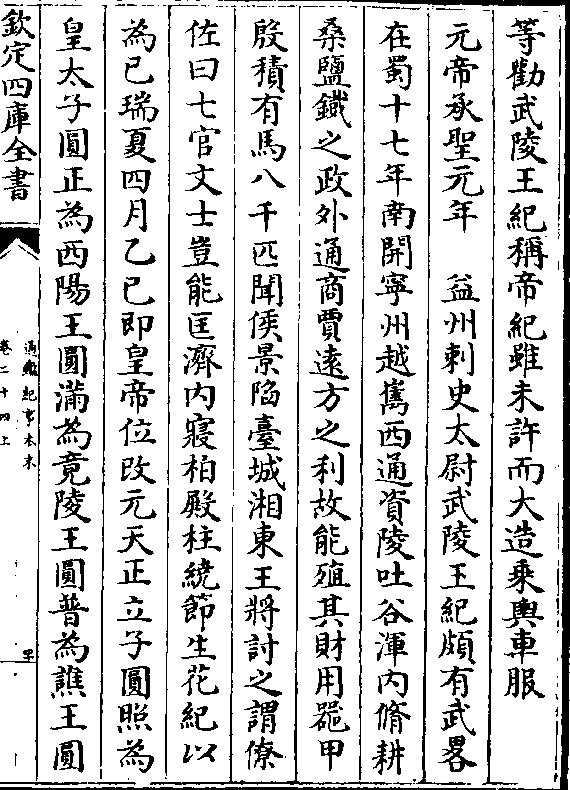 等勸武陵王紀稱帝紀雖未許而大造乗輿車服
元帝承聖元年　益州刺史太尉武陵王紀頗有武畧
在蜀十七年南開寧州越巂西通資陵吐谷渾内脩耕
桑鹽鐵之政外通商賈遠方之利故能殖其財用器甲
殷積有馬八千匹聞侯景陷臺城湘東王將討之謂僚
佐曰七官文士豈能匡濟内寢柏殿柱繞節生花紀以
為已瑞夏四月乙巳即皇帝位改元天正立子圓照為
皇太子圓正為西陽王圓滿為竟陵王圓普為譙王圓
欽定四庫全書
通鑑紀事本末
卷二十四上